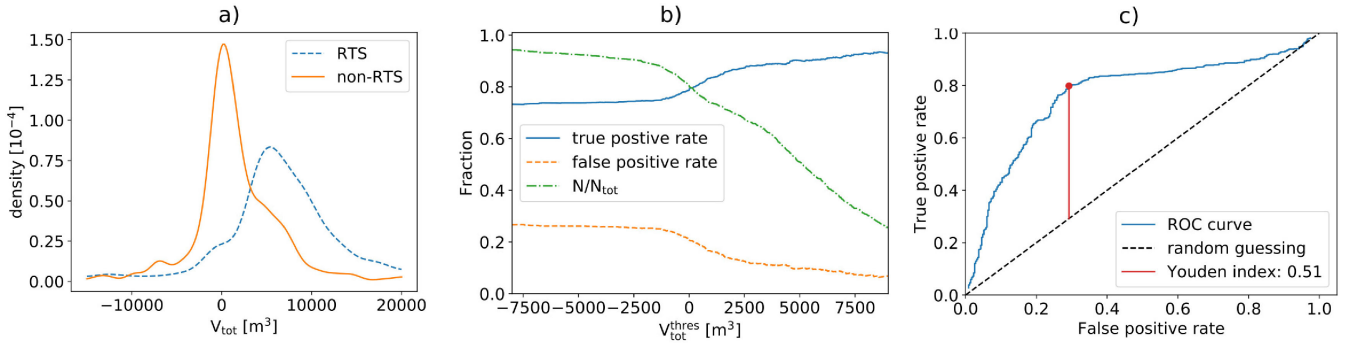 a)
1.50
1.25
1.00
0.75
0.50
0.25
0.00
density [10⁻⁴]
RTS
non-RTS
−10000 0 10000 20000
V_tot [m³]
b)
1.0
0.8
0.6
0.4
0.2
0.0
Fraction
true postive rate
false positive rate
N/N_tot
−7500 −5000 −2500 0 2500 5000 7500
V_tot^thres [m³]
c)
1.0
0.8
0.6
0.4
0.2
0.0
True postive rate
ROC curve
random guessing
Youden index: 0.51
0.0 0.2 0.4 0.6 0.8 1.0
False positive rate